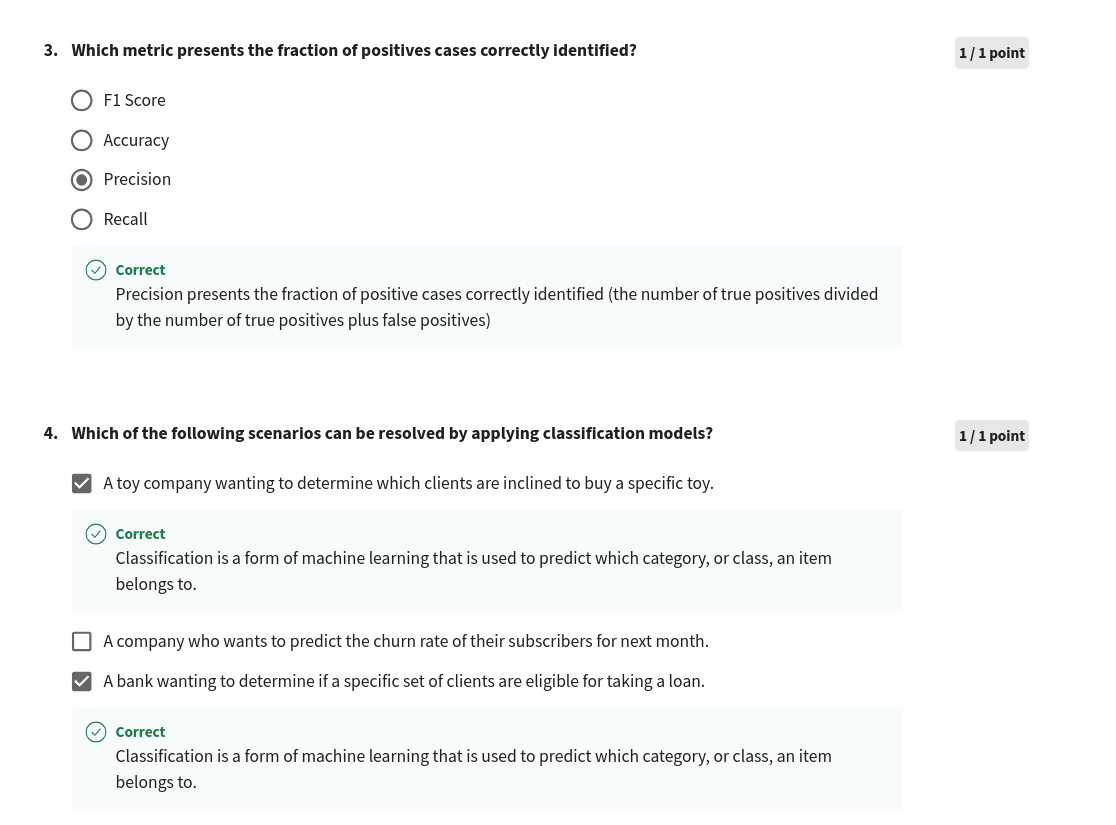 3. Which metric presents the fraction of positives cases correctly identified?
1 / 1 point
F1 Score
Accuracy
Precision
Recall
Correct
Precision presents the fraction of positive cases correctly identified (the number of true positives divided
by the number of true positives plus false positives)
4. Which of the following scenarios can be resolved by applying classification models?
1 / 1 point
A toy company wanting to determine which clients are inclined to buy a specific toy.
Correct
Classification is a form of machine learning that is used to predict which category, or class, an item
belongs to.
A company who wants to predict the churn rate of their subscribers for next month.
A bank wanting to determine if a specific set of clients are eligible for taking a loan.
Correct
Classification is a form of machine learning that is used to predict which category, or class, an item
belongs to.